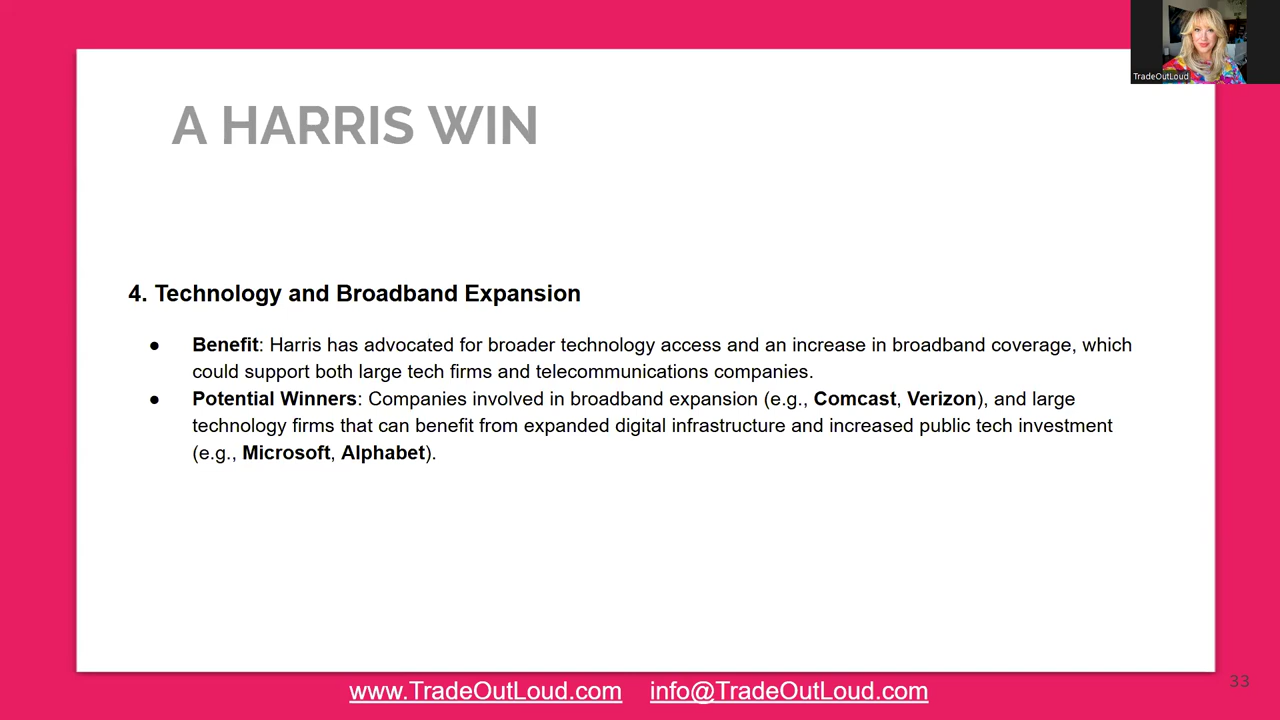 TradeOutLoud
A HARRIS WIN
4. Technology and Broadband Expansion
● Benefit: Harris has advocated for broader technology access and an increase in broadband coverage, which
could support both large tech firms and telecommunications companies.
● Potential Winners: Companies involved in broadband expansion (e.g., Comcast, Verizon), and large
technology firms that can benefit from expanded digital infrastructure and increased public tech investment
(e.g., Microsoft, Alphabet).
www.TradeOutLoud.com info@TradeOutLoud.com
33